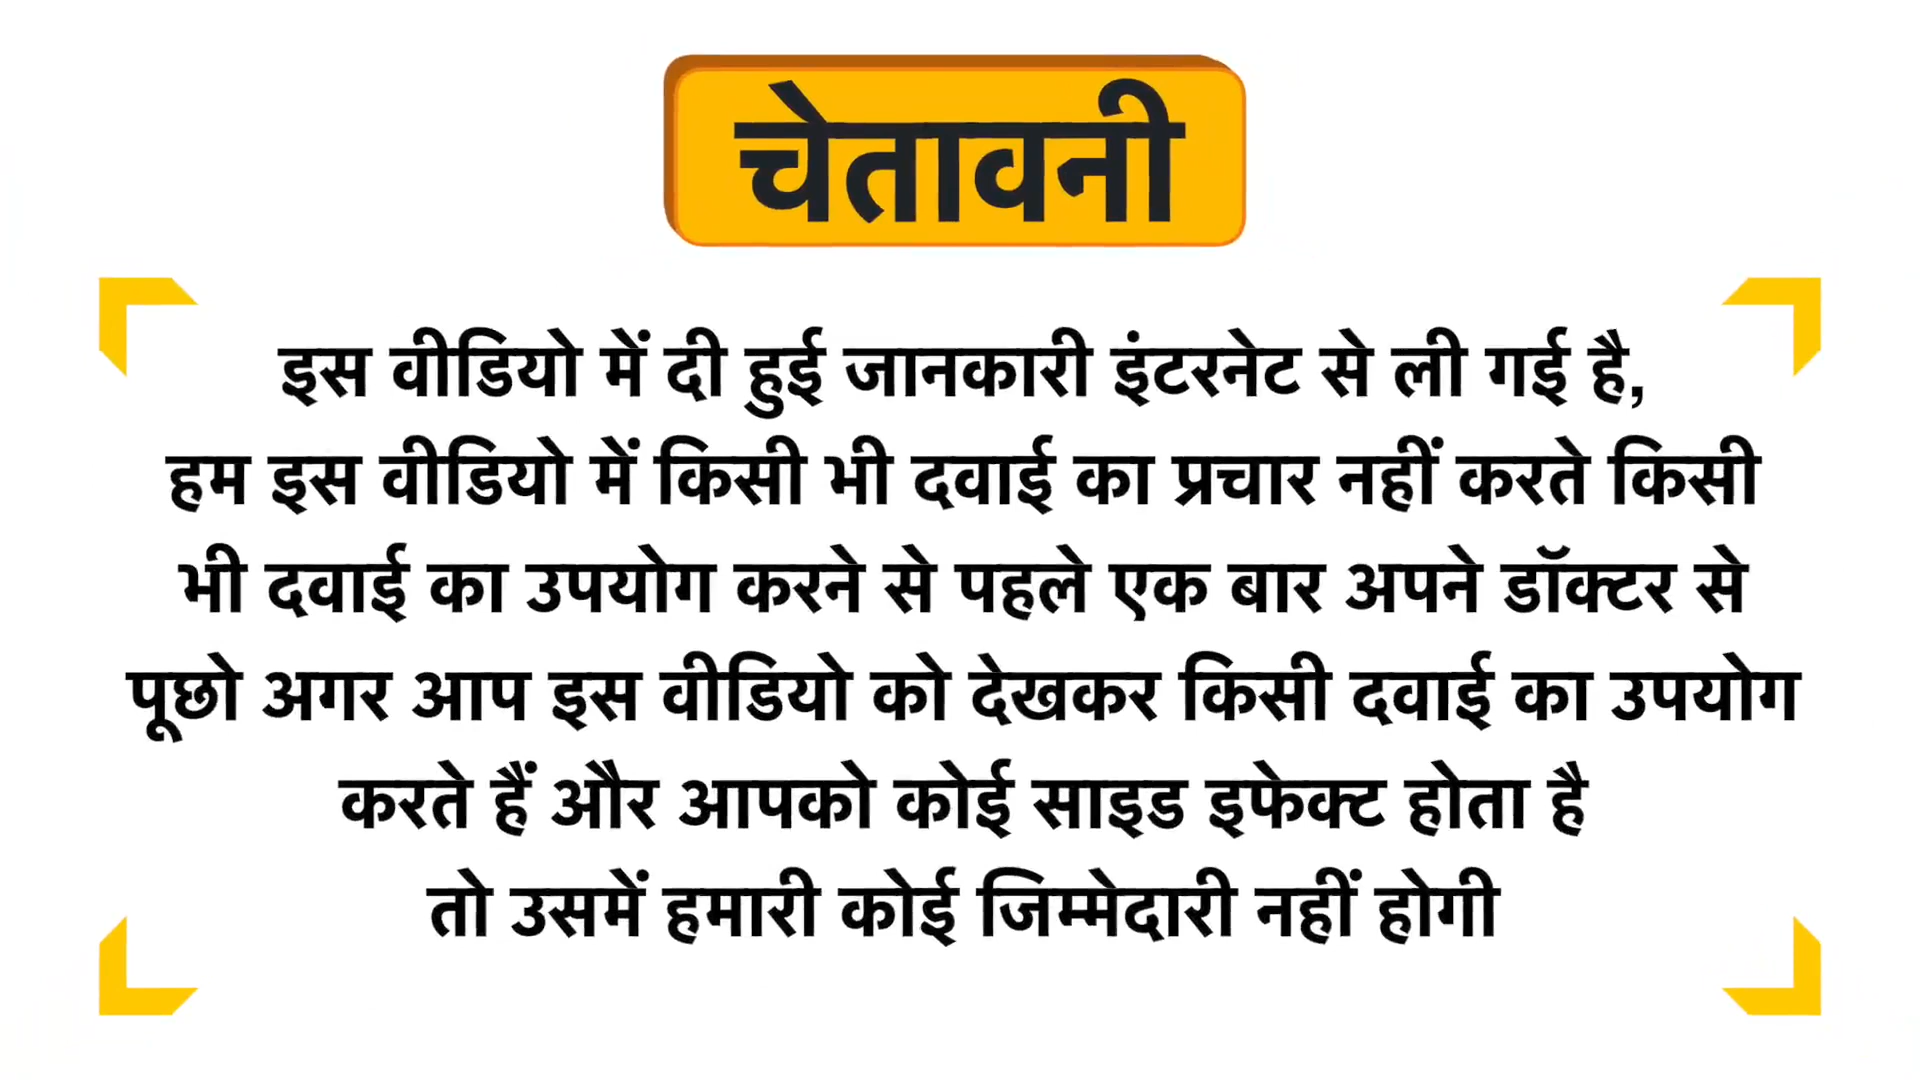 चेतावनी
इस वीडियो में दी हुई जानकारी इंटरनेट से ली गई है,
हम इस वीडियो में किसी भी दवाई का प्रचार नहीं करते किसी
भी दवाई का उपयोग करने से पहले एक बार अपने डॉक्टर से
पूछो अगर आप इस वीडियो को देखकर किसी दवाई का उपयोग
करते हैं और आपको कोई साइड इफेक्ट होता है
तो उसमें हमारी कोई जिम्मेदारी नहीं होगी